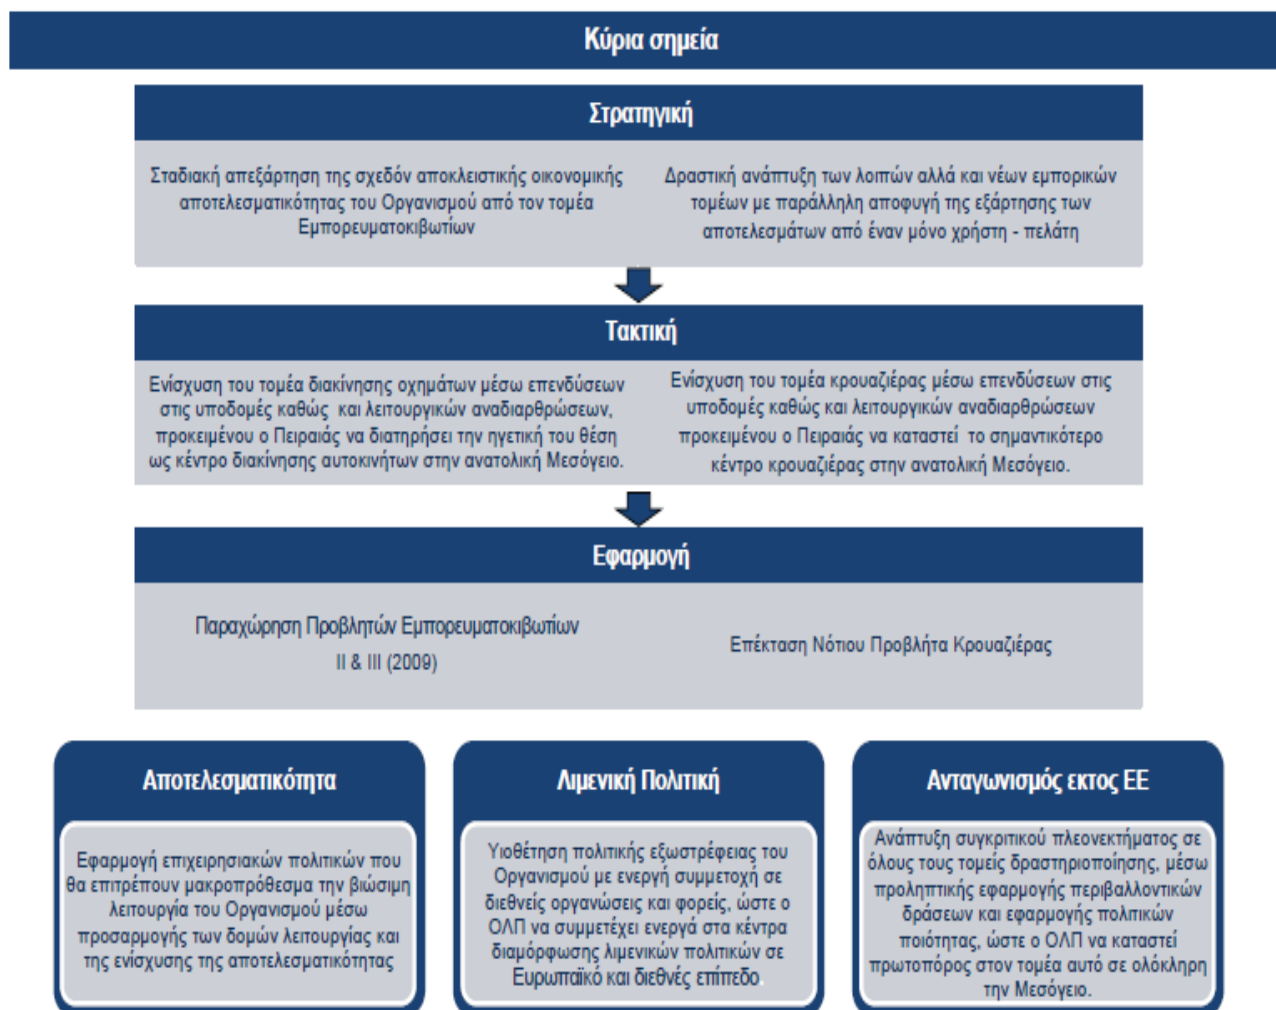 Κύρια σημεία
Στρατηγική
Σταδιακή απεξάρτηση της σχεδόν αποκλειστικής οικονομικής
αποτελεσματικότητας του Οργανισμού από τον τομέα
Εμπορευματοκιβωτίων
Δραστική ανάπτυξη των λοιπών αλλά και νέων εμπορικών
τομέων με παράλληλη αποφυγή της εξάρτησης των
αποτελεσμάτων από έναν μόνο χρήστη - πελάτη
Τακτική
Ενίσχυση του τομέα διακίνησης οχημάτων μέσω επενδύσεων
στις υποδομές καθώς και λειτουργικών αναδιαρθρώσεων,
προκειμένου ο Πειραιάς να διατηρήσει την ηγετική του θέση
ως κέντρο διακίνησης αυτοκινήτων στην ανατολική Μεσόγειο.
Ενίσχυση του τομέα κρουαζιέρας μέσω επενδύσεων στις
υποδομές καθώς και λειτουργικών αναδιαρθρώσεων
προκειμένου ο Πειραιάς να καταστεί το σημαντικότερο
κέντρο κρουαζιέρας στην ανατολική Μεσόγειο.
Εφαρμογή
Παραχώρηση Προβλητών Εμπορευματοκιβωτίων
II & III (2009)
Επέκταση Νότιου Προβλήτα Κρουαζιέρας
Αποτελεσματικότητα
Εφαρμογή επιχειρησιακών πολιτικών που
θα επιτρέπουν μακροπρόθεσμα την βιώσιμη
λειτουργία του Οργανισμού μέσω
προσαρμογής των δομών λειτουργίας και
της ενίσχυσης της αποτελεσματικότητας
Λιμενική Πολιτική
Υιοθέτηση πολιτικής εξωστρέφειας του
Οργανισμού με ενεργή συμμετοχή σε
διεθνείς οργανώσεις και φορείς, ώστε ο
ΟΛΠ να συμμετέχει ενεργά στα κέντρα
διαμόρφωσης λιμενικών πολιτικών σε
Ευρωπαϊκό και διεθνές επίπεδο.
Ανταγωνισμός εκτος ΕΕ
Ανάπτυξη συγκριτικού πλεονεκτήματος σε
όλους τους τομείς δραστηριοποίησης, μέσω
προληπτικής εφαρμογής περιβαλλοντικών
δράσεων και εφαρμογής πολιτικών
ποιότητας, ώστε ο ΟΛΠ να καταστεί
πρωτοπόρος στον τομέα αυτό σε ολόκληρη
την Μεσόγειο.